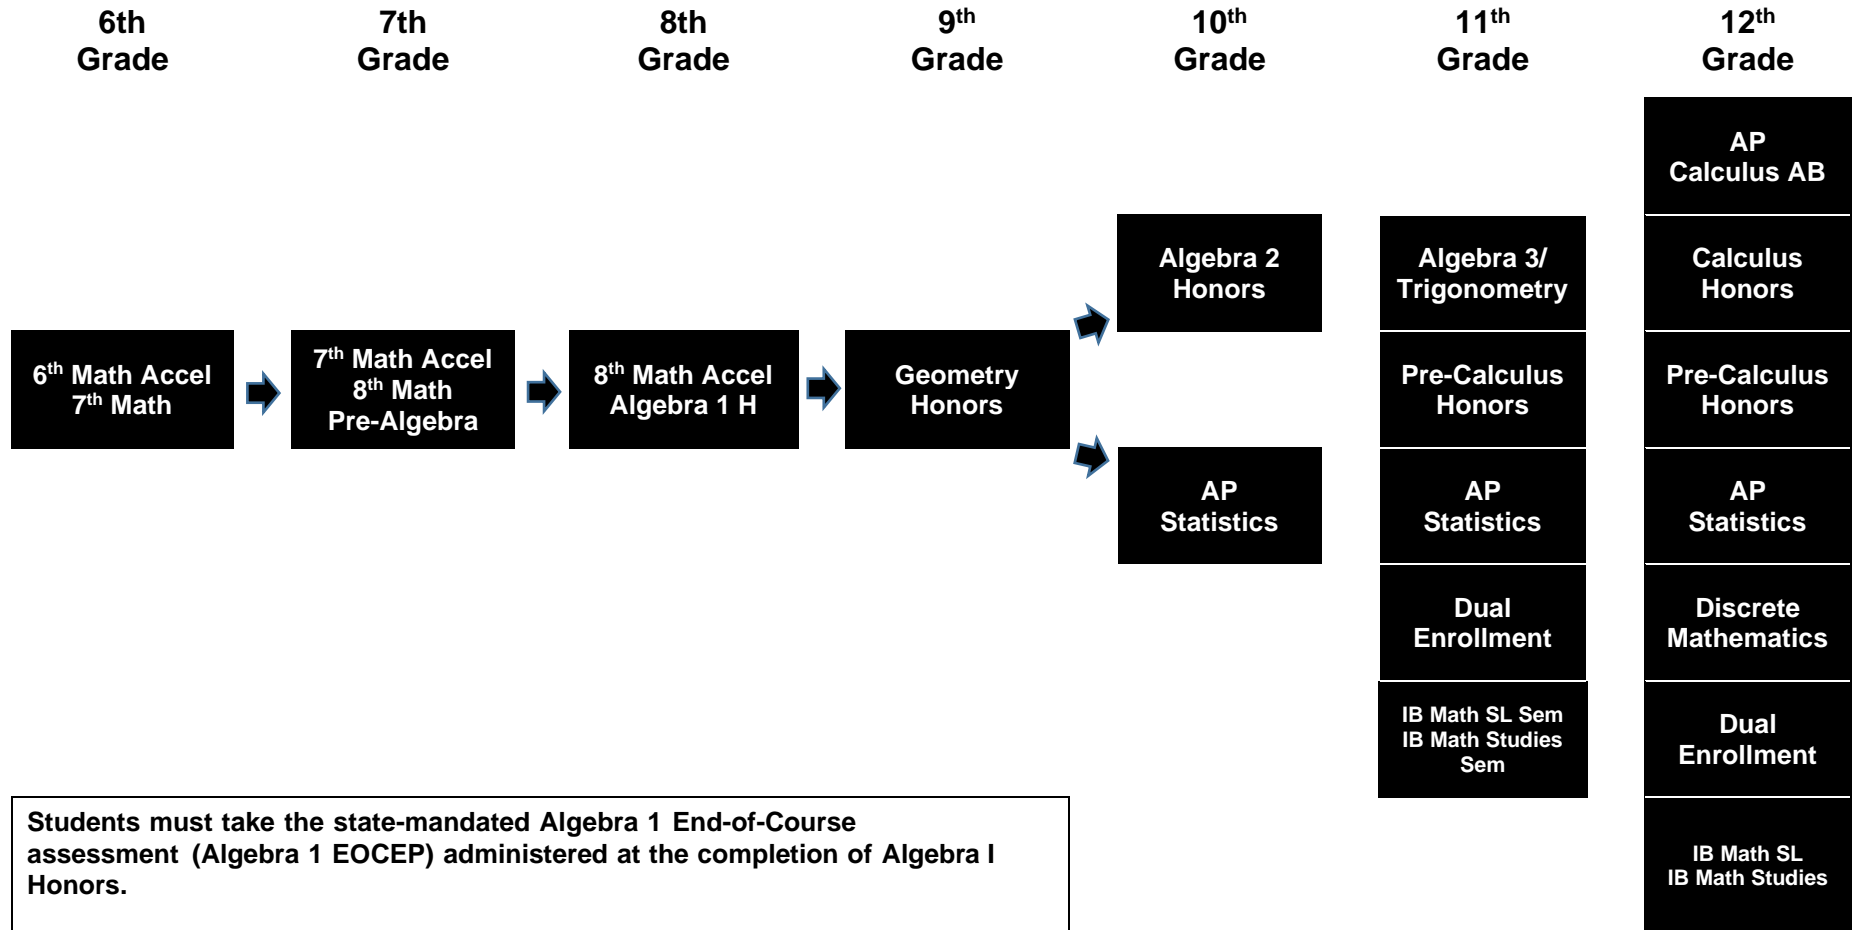 6th
Grade
7th
Grade
8th
Grade
9th
Grade
10th
Grade
11th
Grade
12th
Grade
6th Math Accel
7th Math
7th Math Accel
8th Math
Pre-Algebra
8th Math Accel
Algebra 1 H
Geometry
Honors
Algebra 2
Honors
AP
Statistics
Algebra 3/
Trigonometry
Pre-Calculus
Honors
AP
Statistics
Dual
Enrollment
IB Math SL Sem
IB Math Studies
Sem
AP
Calculus AB
Calculus
Honors
Pre-Calculus
Honors
AP
Statistics
Discrete
Mathematics
Dual
Enrollment
IB Math SL
IB Math Studies
Students must take the state-mandated Algebra 1 End-of-Course
assessment (Algebra 1 EOCEP) administered at the completion of Algebra I
Honors.